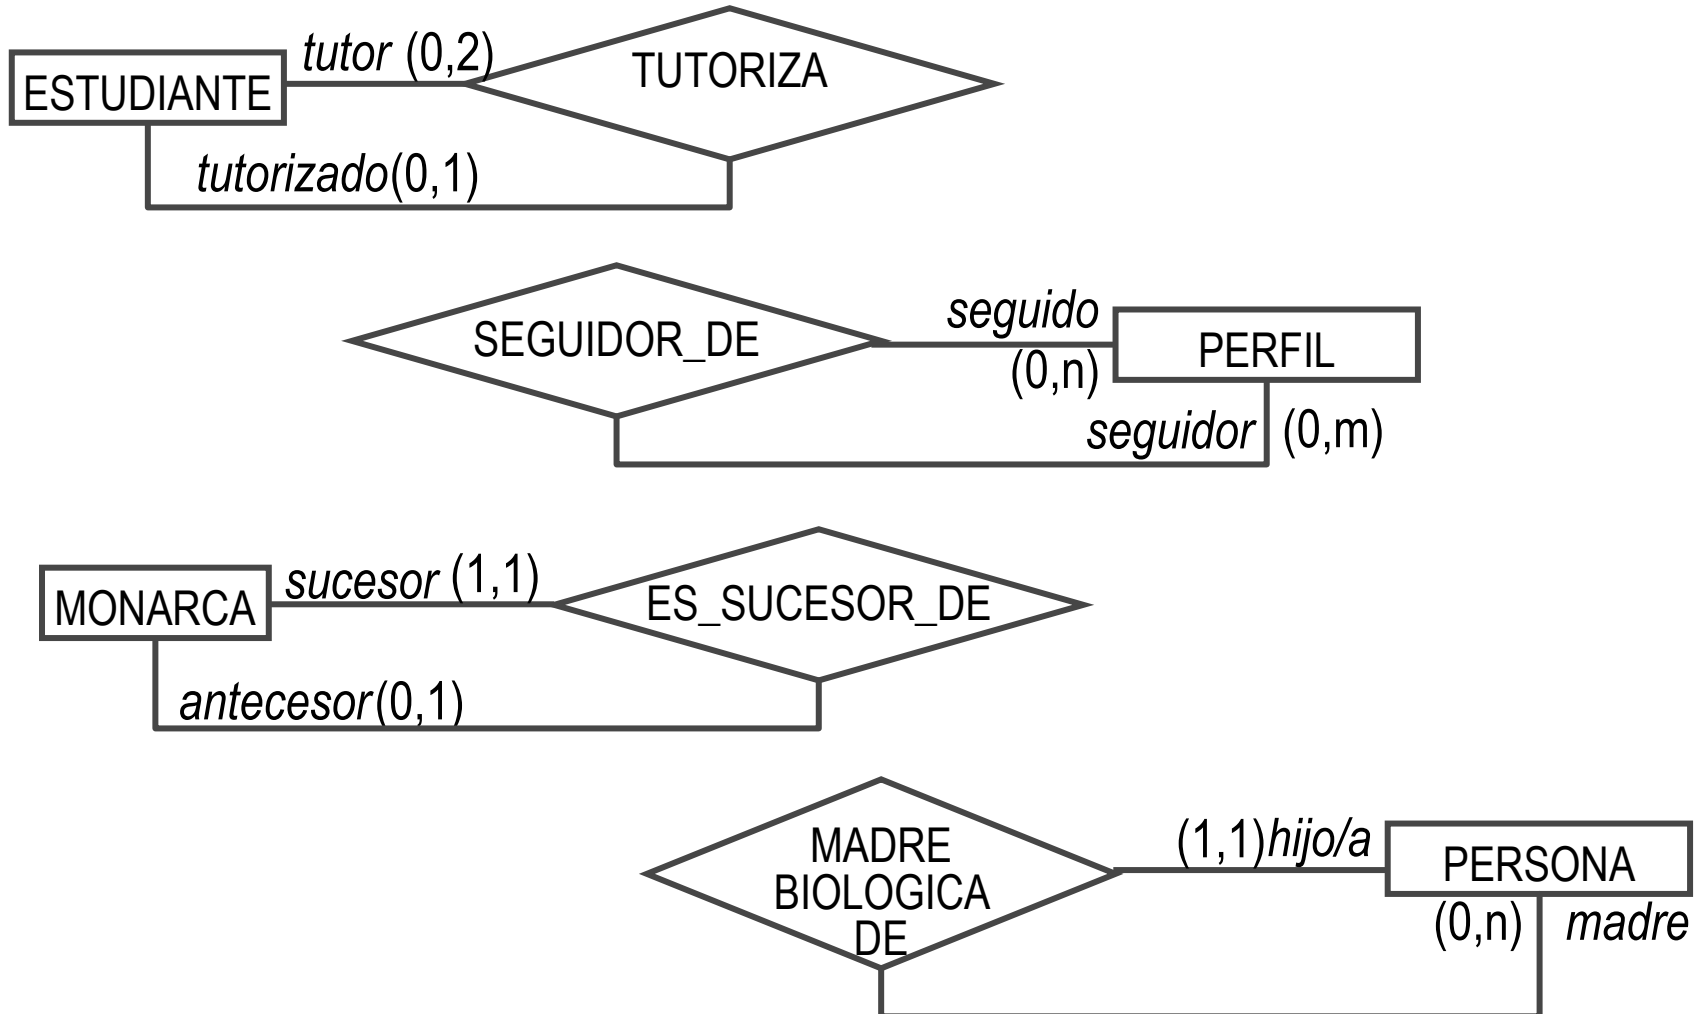 tutor (0,2)
TUTORIZA
ESTUDIANTE
tutorizado(0,1)
seguido
SEGUIDOR_DE
PERFIL
(0,n)
seguidor (0,m)
sucesor (1,1)
MONARCA
ES_SUCESOR_DE
antecesor(0,1)
MADRE
BIOLOGICA
DE
(1,1)hijo/a
PERSONA
(0,n) madre